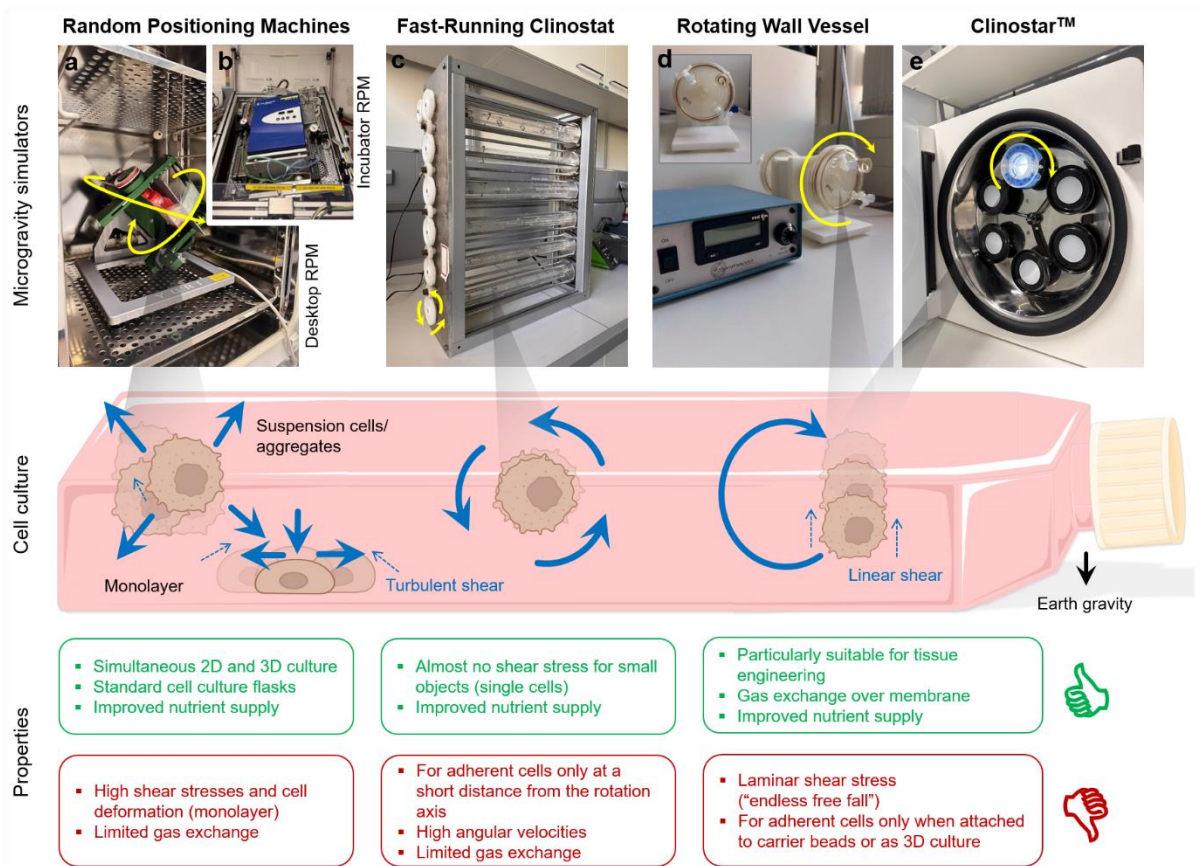 Random Positioning Machines
Fast-Running Clinostat
Rotating Wall Vessel
Clinostar™
a
b
c
d
e
Microgravity simulators
Desktop RPM
Incubator RPM
ON
OFF
Cell culture
Suspension cells/
aggregates
Monolayer
Turbulent shear
Linear shear
Earth gravity
Properties
▪ Simultaneous 2D and 3D culture
▪ Standard cell culture flasks
▪ Improved nutrient supply
▪ Almost no shear stress for small
objects (single cells)
▪ Improved nutrient supply
▪ Particularly suitable for tissue
engineering
▪ Gas exchange over membrane
▪ Improved nutrient supply
▪ High shear stresses and cell
deformation (monolayer)
▪ Limited gas exchange
▪ For adherent cells only at a
short distance from the rotation
axis
▪ High angular velocities
▪ Limited gas exchange
▪ Laminar shear stress
(“endless free fall”)
▪ For adherent cells only when attached
to carrier beads or as 3D culture